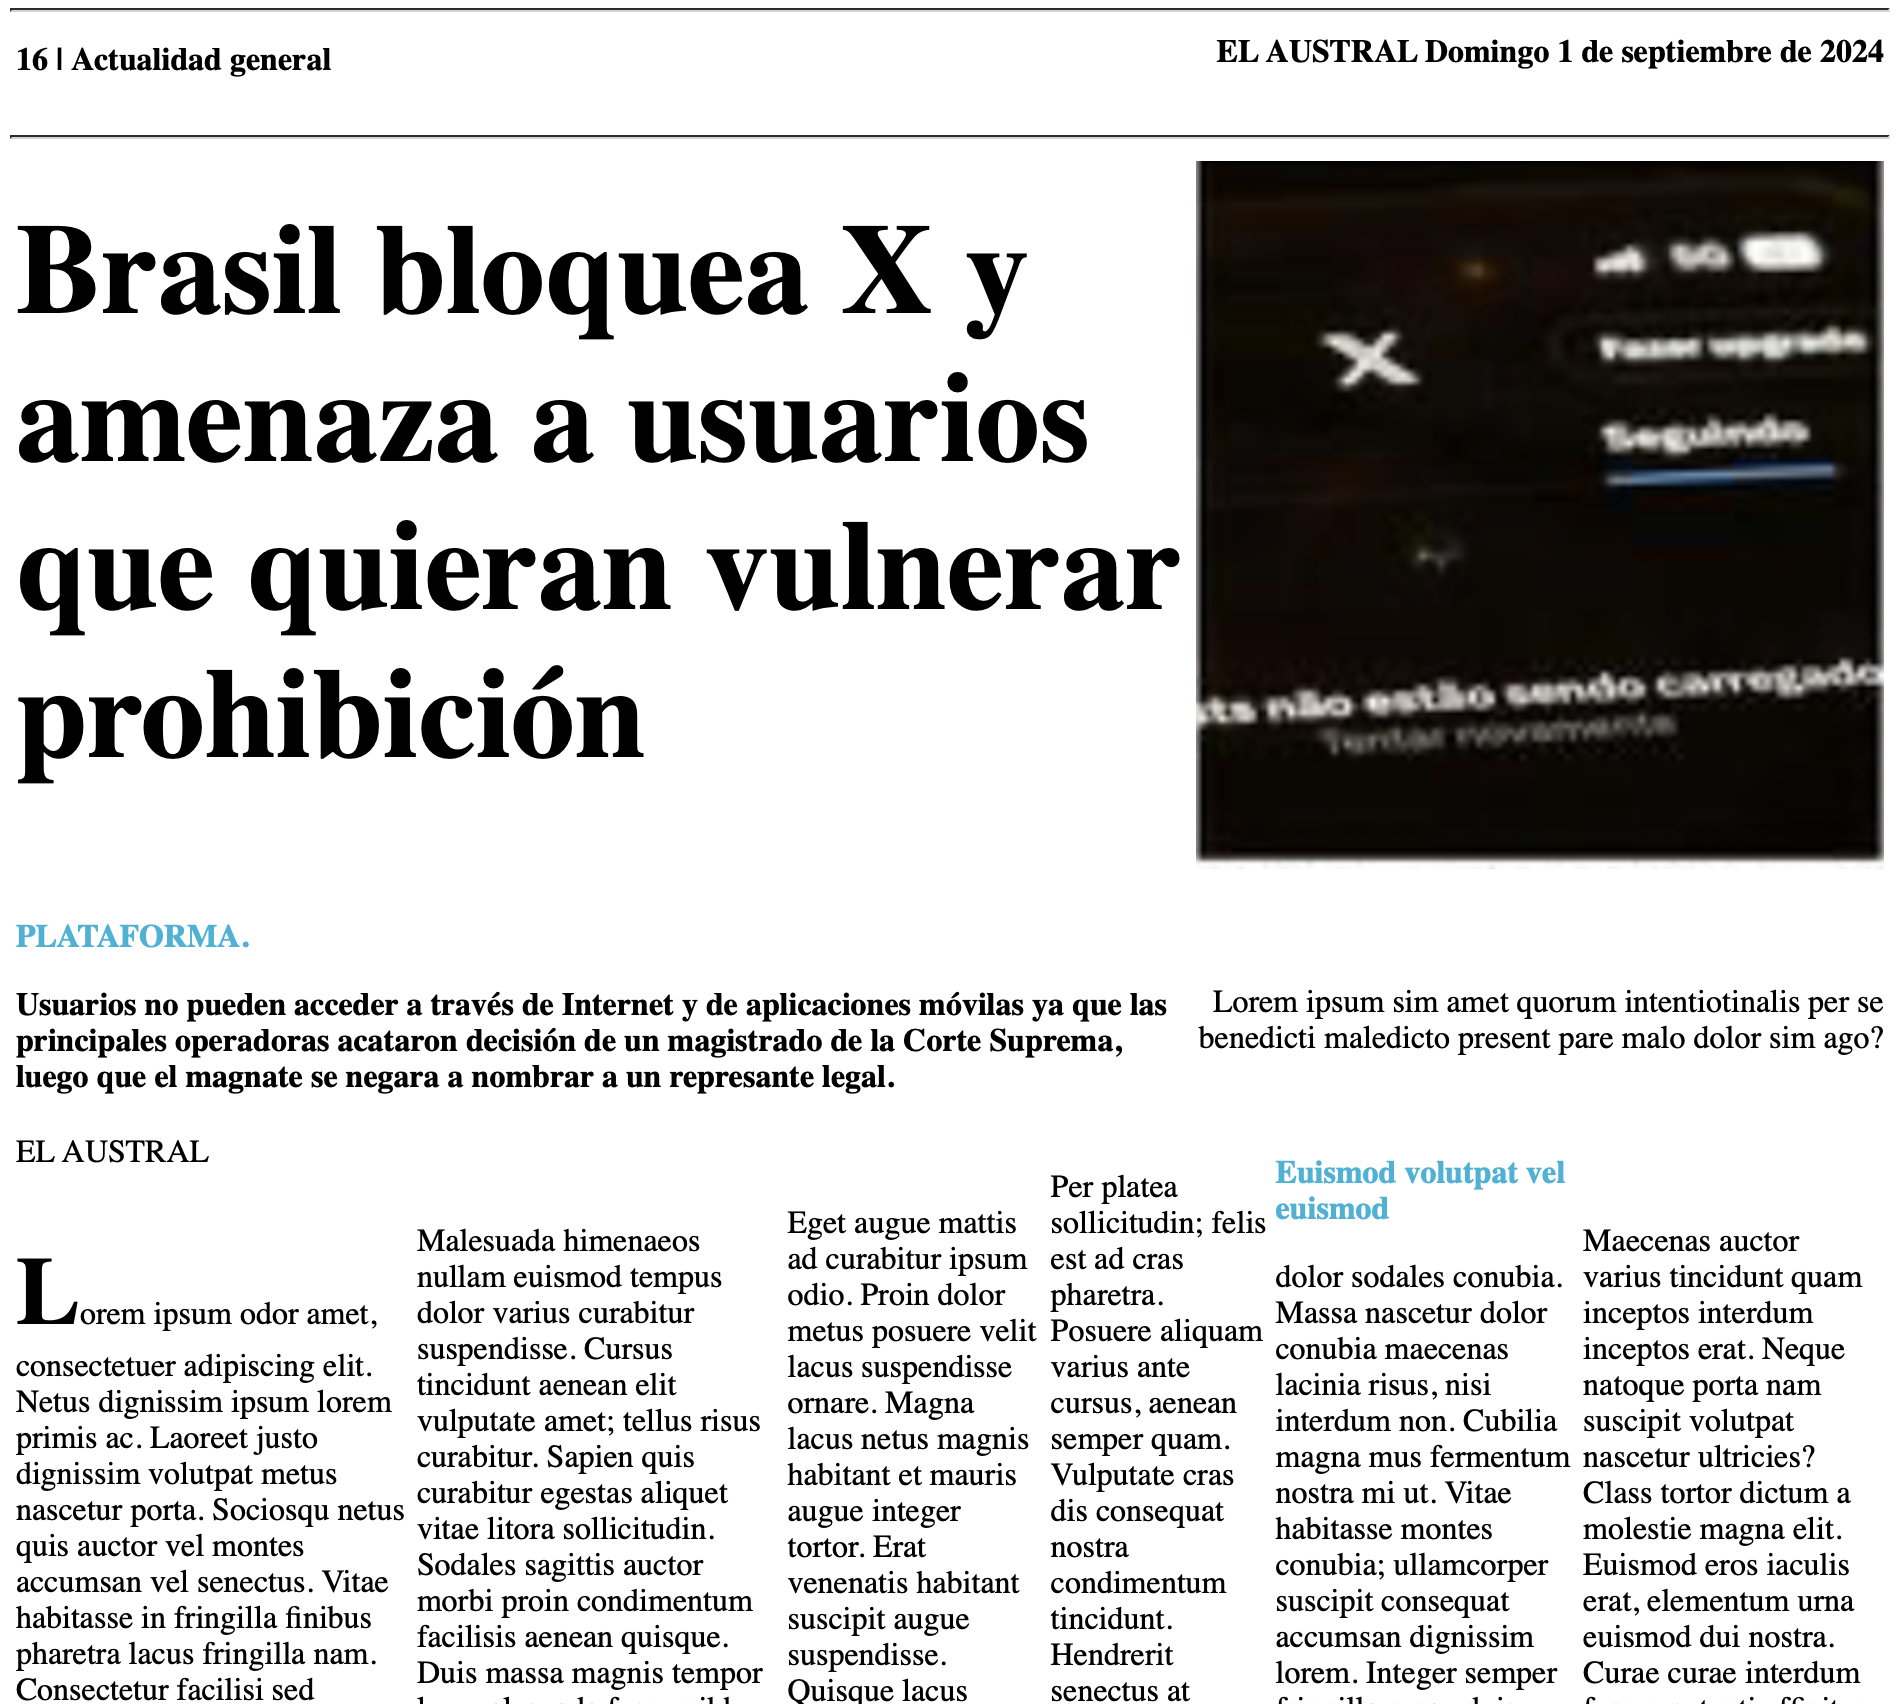 16 | Actualidad general
EL AUSTRAL Domingo 1 de septiembre de 2024
Brasil bloquea X y
amenaza a usuarios
que quieran vulnerar
prohibición
5G
X
Fazer upgrade
Seguindo
sts não estão sendo carregado
Tentar novamente
PLATAFORMA.
Usuarios no pueden acceder a través de Internet y de aplicaciones móvilas ya que las
principales operadoras acataron decisión de un magistrado de la Corte Suprema,
luego que el magnate se negara a nombrar a un represante legal.
Lorem ipsum sim amet quorum intentiotinalis per se
benedicti maledicto present pare malo dolor sim ago?
EL AUSTRAL
Lorem ipsum odor amet,
consectetuer adipiscing elit.
Netus dignissim ipsum lorem
primis ac. Laoreet justo
dignissim volutpat metus
nascetur porta. Sociosqu netus
quis auctor vel montes
accumsan vel senectus. Vitae
habitasse in fringilla finibus
pharetra lacus fringilla nam.
Consectetur facilisi sed
Malesuada himenaeos
nullam euismod tempus
dolor varius curabitur
suspendisse. Cursus
tincidunt aenean elit
vulputate amet; tellus risus
curabitur. Sapien quis
curabitur egestas aliquet
vitae litora sollicitudin.
Sodales sagittis auctor
morbi proin condimentum
facilisis aenean quisque.
Duis massa magnis tempor
Eget augue mattis
ad curabitur ipsum
odio. Proin dolor
metus posuere velit
lacus suspendisse
ornare. Magna
lacus netus magnis
habitant et mauris
augue integer
tortor. Erat
venenatis habitant
suscipit augue
suspendisse.
Quisque lacus
Per platea
sollicitudin; felis
est ad cras
pharetra.
Posuere aliquam
varius ante
cursus, aenean
semper quam.
Vulputate cras
dis consequat
nostra
condimentum
tincidunt.
Hendrerit
senectus at
Euismod volutpat vel
euismod
dolor sodales conubia.
Massa nascetur dolor
conubia maecenas
lacinia risus, nisi
interdum non. Cubilia
magna mus fermentum
nostra mi ut. Vitae
habitasse montes
conubia; ullamcorper
suscipit consequat
accumsan dignissim
lorem. Integer semper
Maecenas auctor
varius tincidunt quam
inceptos interdum
inceptos erat. Neque
natoque porta nam
suscipit volutpat
nascetur ultricies?
Class tortor dictum a
molestie magna elit.
Euismod eros iaculis
erat, elementum urna
euismod dui nostra.
Curae curae interdum